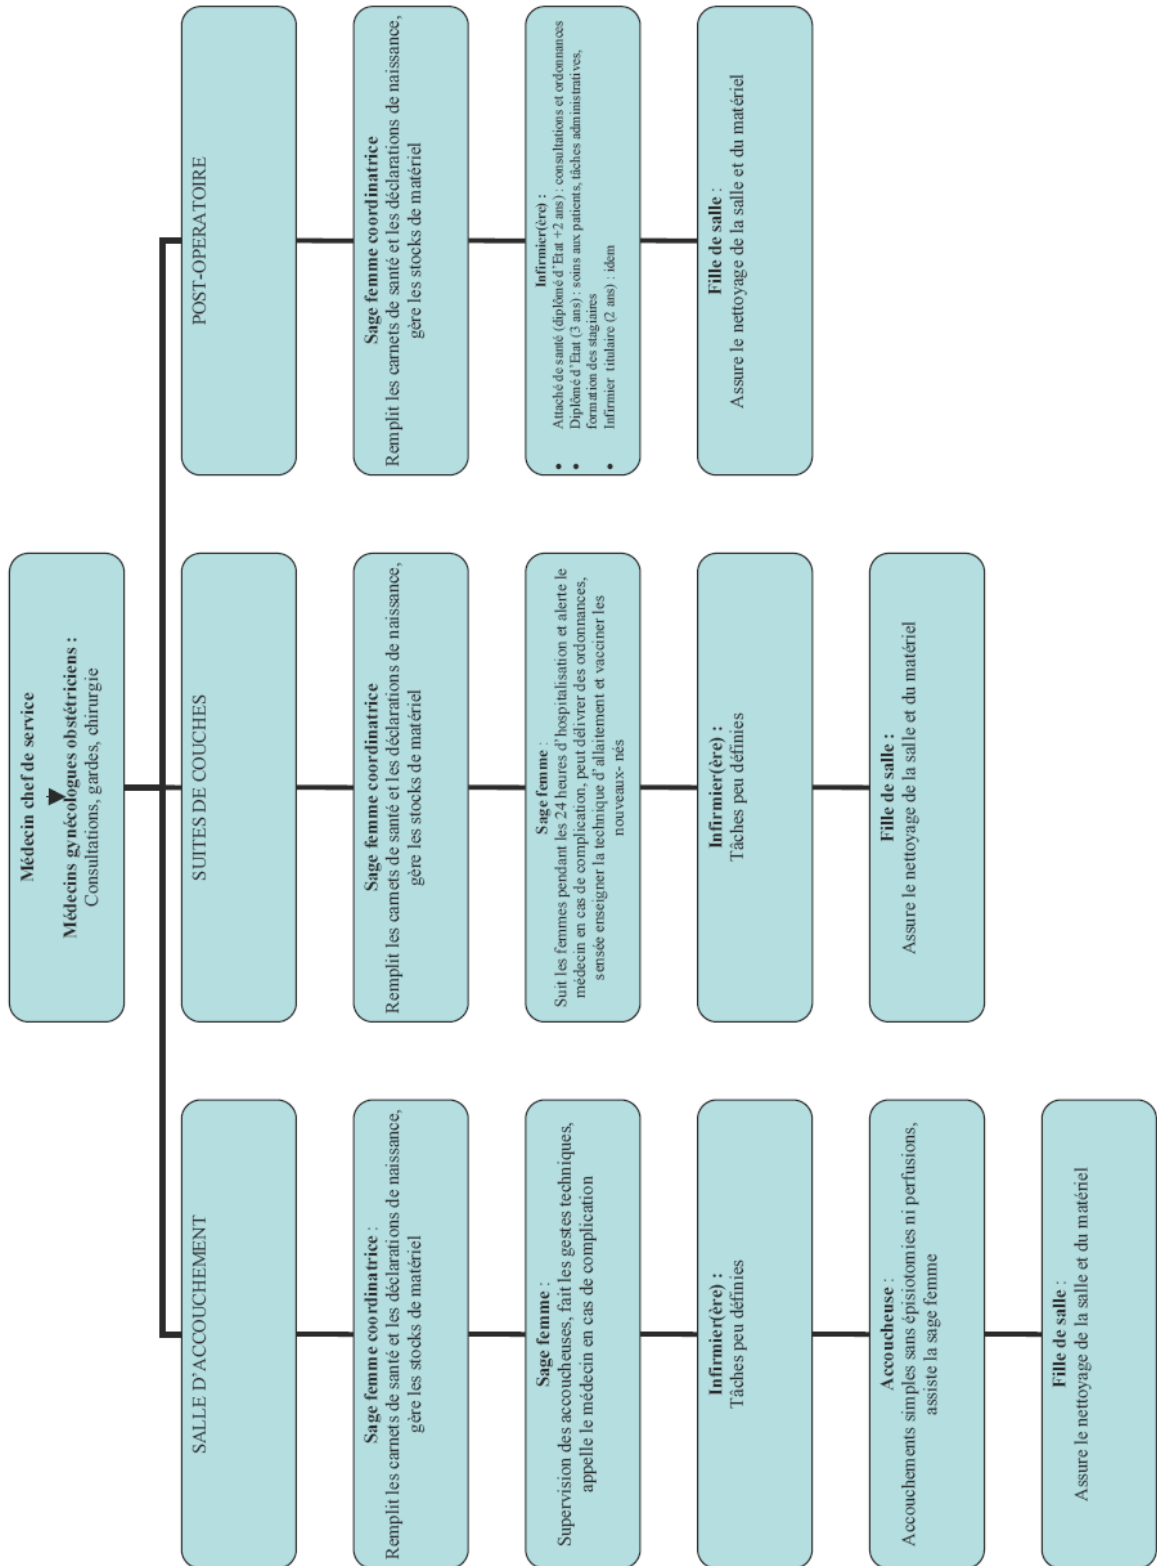 Médecin chef de service
Médecins gynécologues obstétriciens :
Consultations, gardes, chirurgie
SALLE D'ACCOUCHEMENT
Sage femme coordinatrice :
Remplit les carnets de santé et les déclarations de naissance,
gère les stocks de matériel
Sage femme :
Supervision des accoucheuses, fait les gestes techniques,
appelle le médecin en cas de complication
Infirmier(ère) :
Tâches peu définies
Accoucheuse :
Accouchements simples sans épisiotomies ni perfusions,
assiste la sage femme
Fille de salle :
Assure le nettoyage de la salle et du matériel
SUITES DE COUCHES
Sage femme coordinatrice
Remplit les carnets de santé et les déclarations de naissance,
gère les stocks de matériel
Sage femme :
Suit les femmes pendant les 24 heures d'hospitalisation et alerte le
médecin en cas de complication, peut délivrer des ordonnances,
sensée enseigner la technique d'allaitement et vacciner les
nouveaux- nés
Infirmier(ère) :
Tâches peu définies
Fille de salle :
Assure le nettoyage de la salle et du matériel
POST-OPERATOIRE
Sage femme coordinatrice
Remplit les carnets de santé et les déclarations de naissance,
gère les stocks de matériel
Infirmier(ère) :
• Attaché de santé (diplômé d'Etat +2 ans) : consultations et ordonnances
• Diplômé d'Etat (3 ans) : soins aux patients, tâches administratives,
formation des stagiaires
• Infirmier titulaire (2 ans) : idem
Fille de salle :
Assure le nettoyage de la salle et du matériel